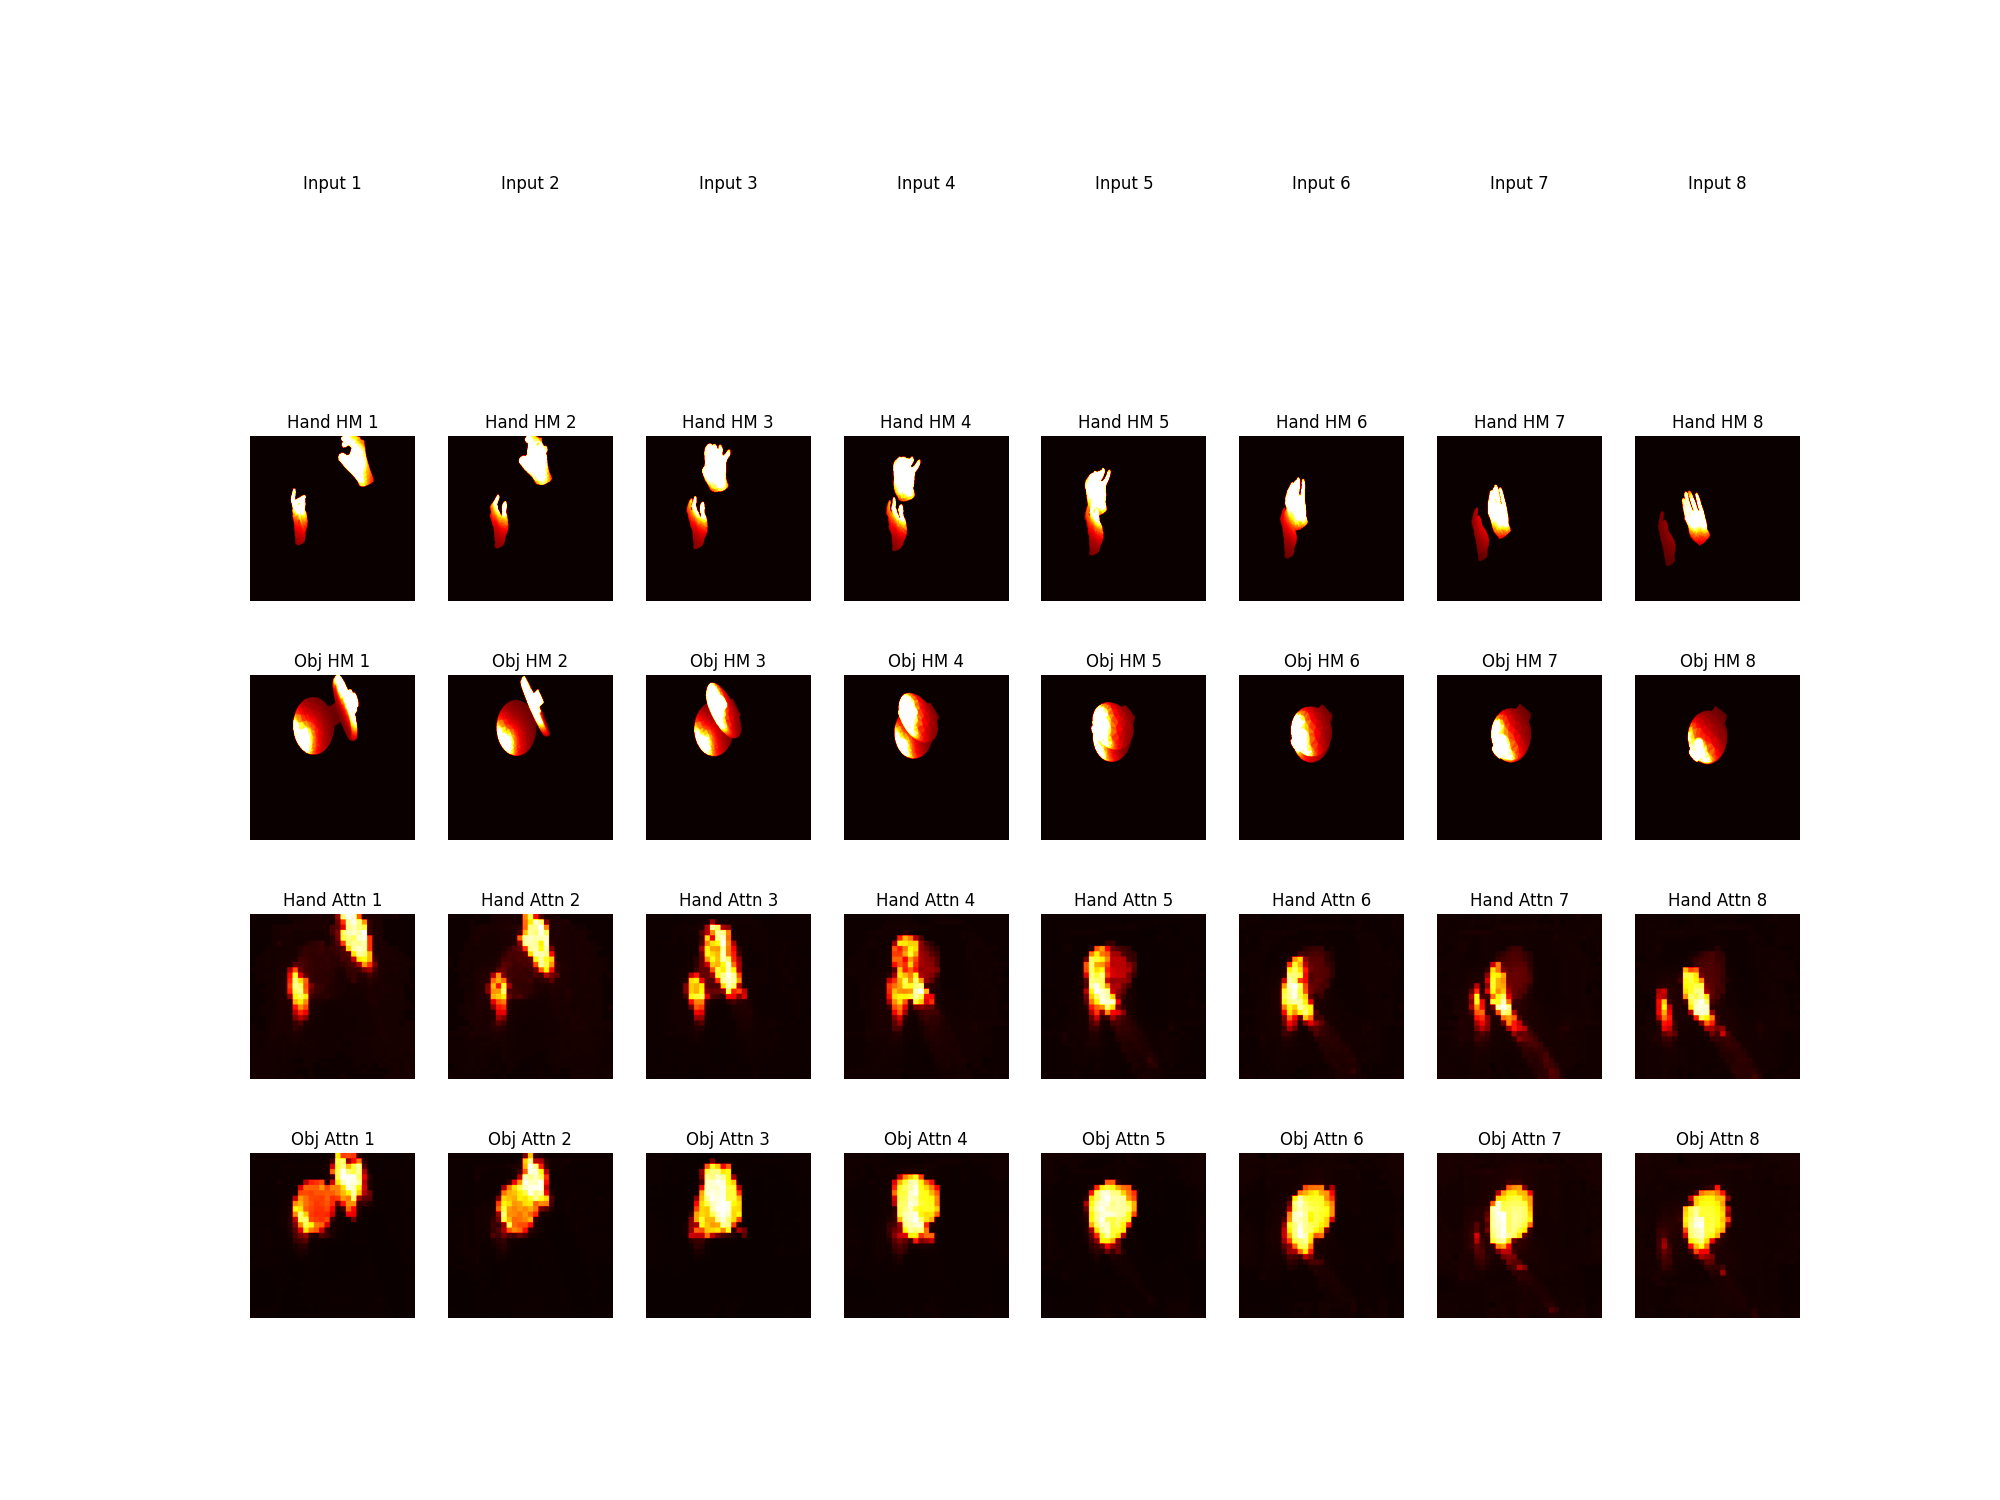 Input 1 Input 2 Input 3 Input 4 Input 5 Input 6 Input 7 Input 8
Hand HM 1 Hand HM 2 Hand HM 3 Hand HM 4 Hand HM 5 Hand HM 6 Hand HM 7 Hand HM 8
Obj HM 1 Obj HM 2 Obj HM 3 Obj HM 4 Obj HM 5 Obj HM 6 Obj HM 7 Obj HM 8
Hand Attn 1 Hand Attn 2 Hand Attn 3 Hand Attn 4 Hand Attn 5 Hand Attn 6 Hand Attn 7 Hand Attn 8
Obj Attn 1 Obj Attn 2 Obj Attn 3 Obj Attn 4 Obj Attn 5 Obj Attn 6 Obj Attn 7 Obj Attn 8